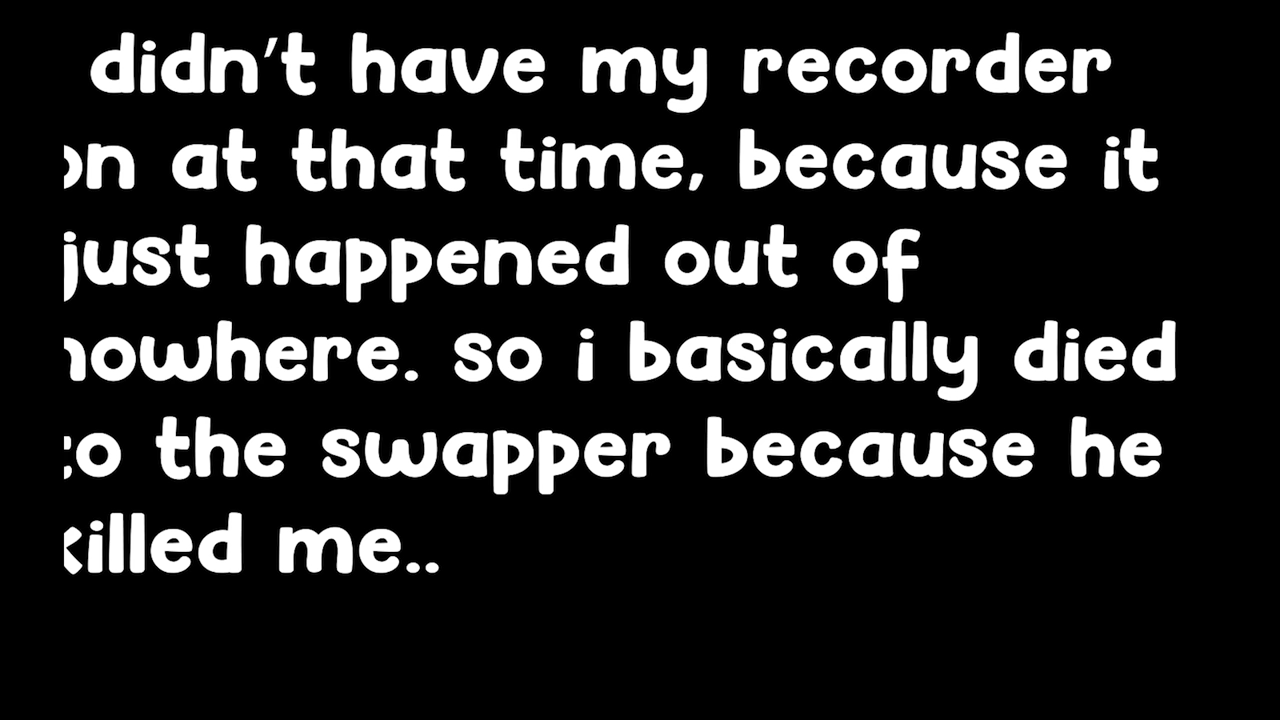 didn't have my recorder
on at that time, because it
just happened out of
nowhere. so i basically died
to the swapper because he
killed me..